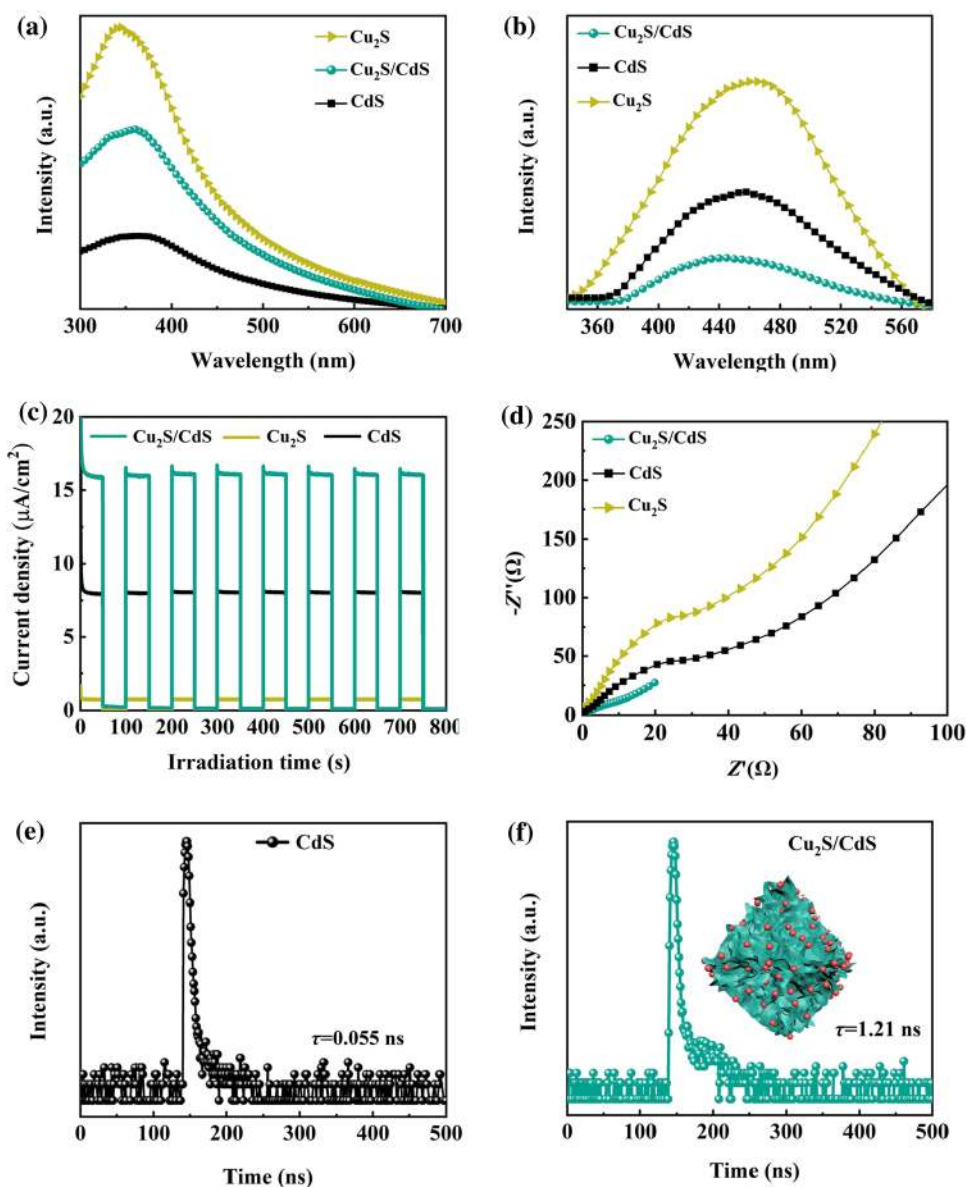 (a)
Cu₂S
Cu₂S/CdS
CdS
Intensity (a.u.)
300 400 500 600 700
Wavelength (nm)
(b)
Cu₂S/CdS
CdS
Cu₂S
Intensity (a.u.)
360 400 440 480 520 560
Wavelength (nm)
(c)
Cu₂S/CdS Cu₂S CdS
Current density (μA/cm²)
20
15
10
5
0
0 100 200 300 400 500 600 700 800
Irradiation time (s)
(d)
Cu₂S/CdS
CdS
Cu₂S
-Z''(Ω)
250
200
150
100
50
0
0 20 40 60 80 100
Z'(Ω)
(e)
CdS
τ=0.055 ns
Intensity (a.u.)
0 100 200 300 400 500
Time (ns)
(f)
Cu₂S/CdS
τ=1.21 ns
Intensity (a.u.)
0 100 200 300 400 500
Time (ns)